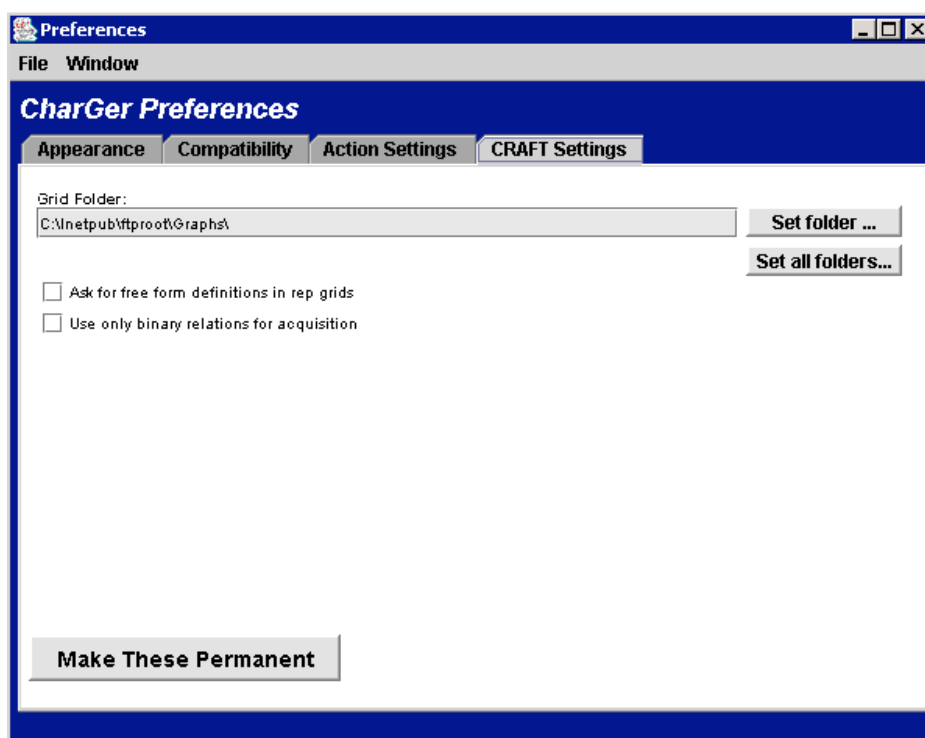 Preferences
File Window
CharGer Preferences
Appearance Compatibility Action Settings CRAFT Settings
Grid Folder:
C:\Inetpub\ftproot\Graphs\ Set folder ...
Set all folders...
Ask for free form definitions in rep grids
Use only binary relations for acquisition
Make These Permanent